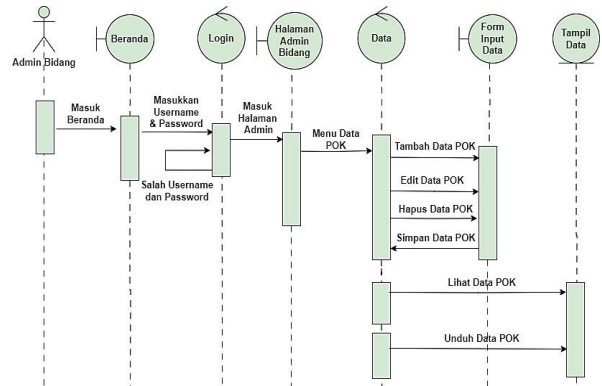 Admin Bidang
Beranda
Login
Halaman
Admin
Bidang
Data
Form
Input
Data
Tampil
Data
Masuk
Beranda
Masukkan
Username
& Password
Masuk
Halaman
Admin
Salah Username
dan Password
Menu Data
POK
Tambah Data POK
Edit Data POK
Hapus Data POK
Simpan Data POK
Lihat Data POK
Unduh Data POK